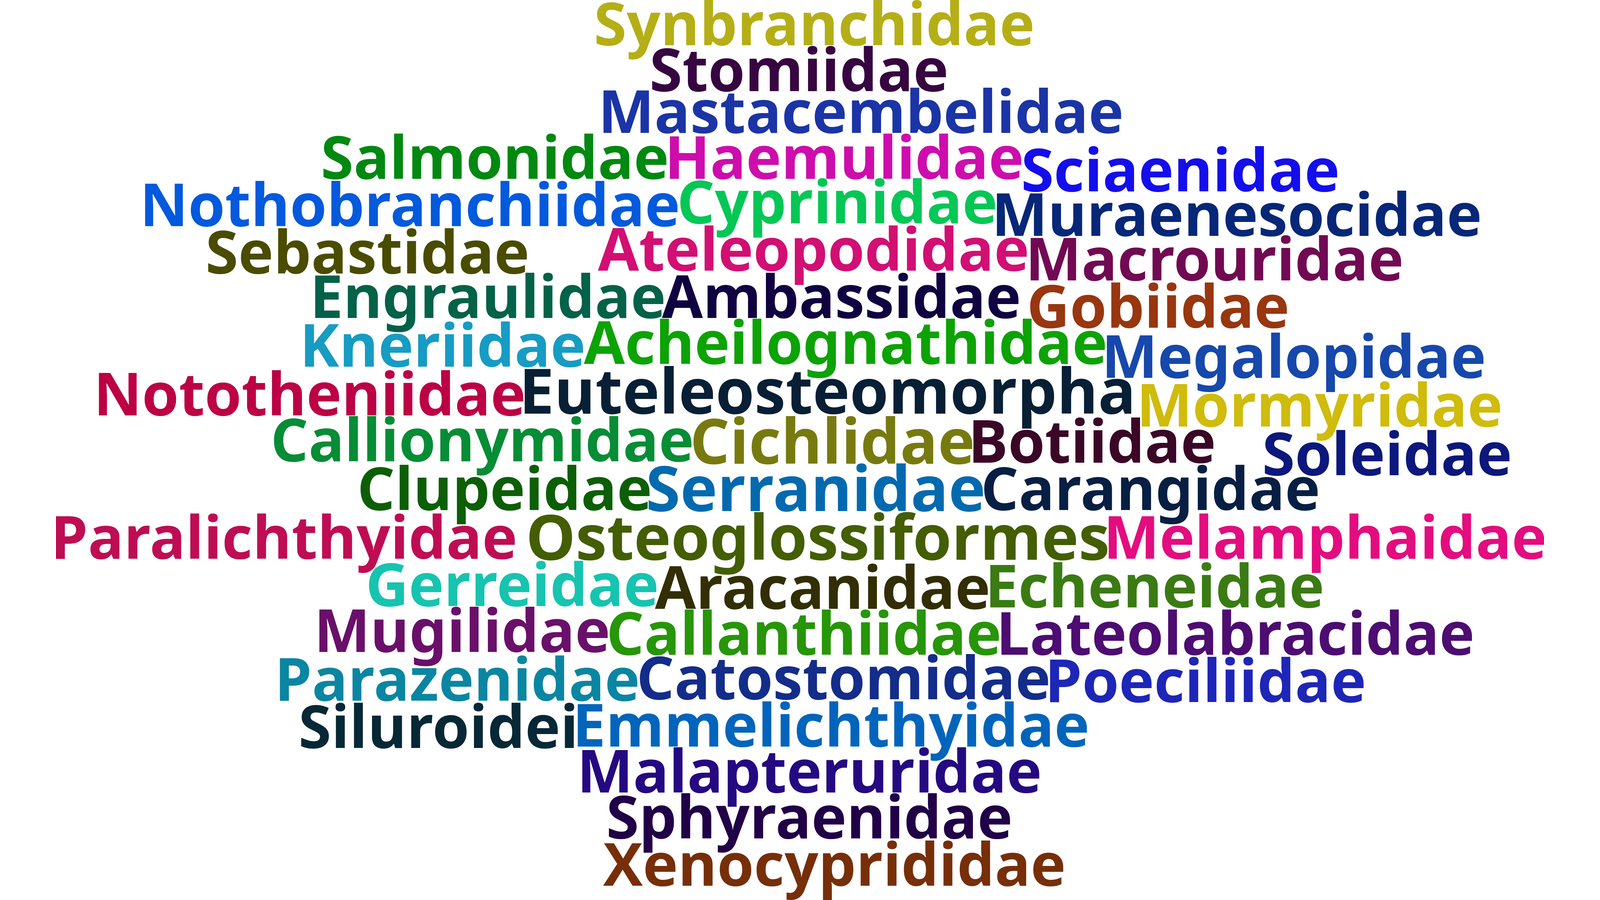 Synbranchidae
Stomiidae
Mastacembelidae
Salmonidae Haemulidae Sciaenidae
Nothobranchiidae Cyprinidae Muraenesocidae
Sebastidae Ateleopodidae Macrouridae
Engraulidae Ambassidae Gobiidae
Kneriidae Acheilognathidae Megalopidae
Nototheniidae Euteleosteomorpha Mormyridae
Callionymidae Cichlidae Botiidae Soleidae
Clupeidae Serranidae Carangidae
Paralichthyidae Osteoglossiformes Melamphaidae
Gerreidae Aracanidae Echeneidae
Mugilidae Callanthiidae Lateolabracidae
Parazenidae Catostomidae Poeciliidae
Siluroidei Emmelichthyidae
Malapteruridae
Sphyraenidae
Xenocyprididae